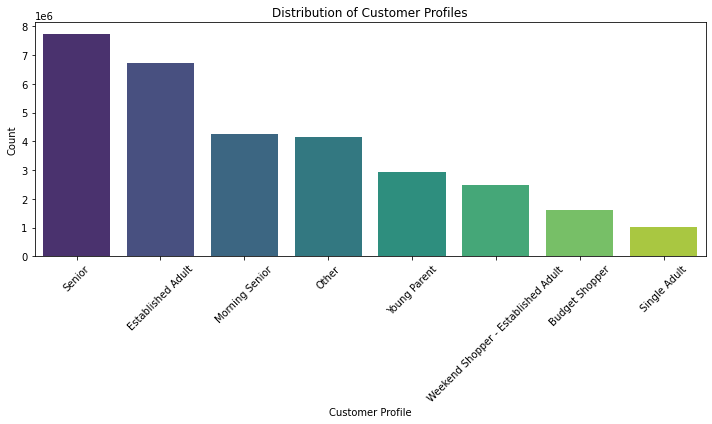 Distribution of Customer Profiles
1e6
8
7
6
5
4
3
2
1
0
Count
Senior
Established Adult
Morning Senior
Other
Young Parent
Weekend Shopper - Established Adult
Budget Shopper
Single Adult
Customer Profile